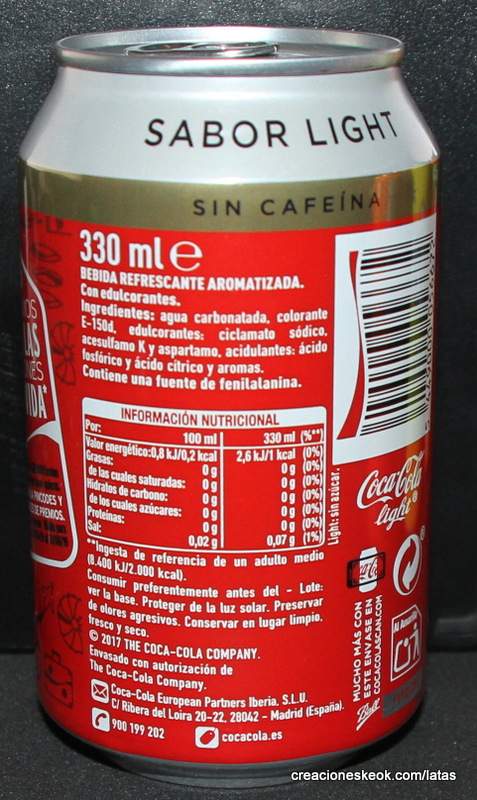 SABOR LIGHT
SIN CAFEÍNA
330 ml e
BEBIDA REFRESCANTE AROMATIZADA.
Con edulcorantes.
Ingredientes: agua carbonatada, colorante
E-150d, edulcorantes: ciclamato sódico,
acesulfamo K y aspartamo, acidulantes: ácido
fosfórico y ácido cítrico y aromas.
Contiene una fuente de fenilalanina.
INFORMACIÓN NUTRICIONAL
Por: 100 ml 330 ml (%**)
Valor energético: 0,8 kJ/0,2 kcal 2,6 kJ/1 kcal (0%)
Grasas: 0 g 0 g (0%)
de las cuales saturadas: 0 g 0 g (0%)
Hidratos de carbono: 0 g 0 g (0%)
de los cuales azúcares: 0 g 0 g (0%)
Proteínas: 0 g 0 g (0%)
Sal: 0,02 g 0,07 g (1%)
**Ingesta de referencia de un adulto medio
(8.400 kJ/2.000 kcal).
Consumir preferentemente antes del - Lote:
ver la base. Proteger de la luz solar. Preservar
de olores agresivos. Conservar en lugar limpio,
fresco y seco.
© 2017 THE COCA-COLA COMPANY.
Envasado con autorización de
The Coca-Cola Company.
Coca-Cola European Partners Iberia, S.L.U.
C/ Ribera del Loira 20-22, 28042 - Madrid (España).
900 199 202 cocacola.es
Light: sin azúcar.
Coca-Cola
light®
MUCHO MÁS CON
ESTE ENVASE EN
COCACOLASCAN.COM
Al Amarillo
Ball
creacioneskeok.com/latas